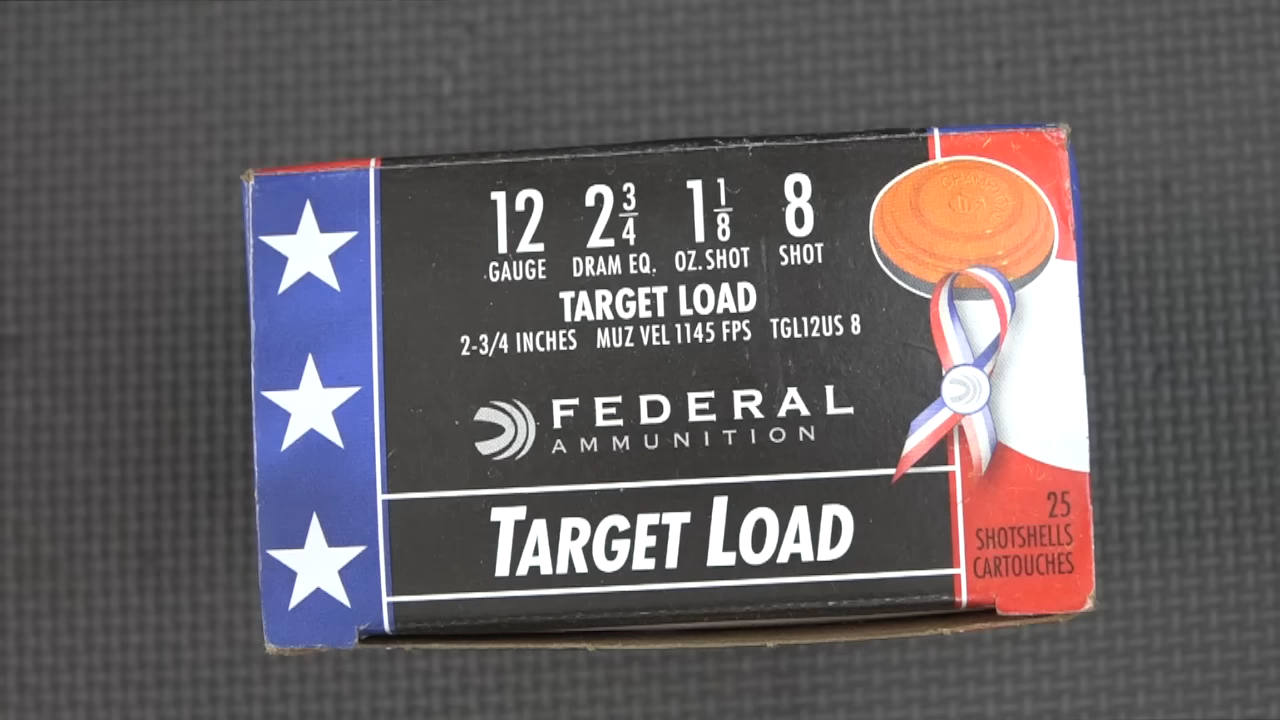 12 2 3/4 1 1/8 8
GAUGE DRAM EQ. OZ. SHOT SHOT
TARGET LOAD
2-3/4 INCHES MUZ VEL 1145 FPS TGL12US 8
FEDERAL
AMMUNITION
TARGET LOAD
CHAMPION
25
SHOTSHELLS
CARTOUCHES